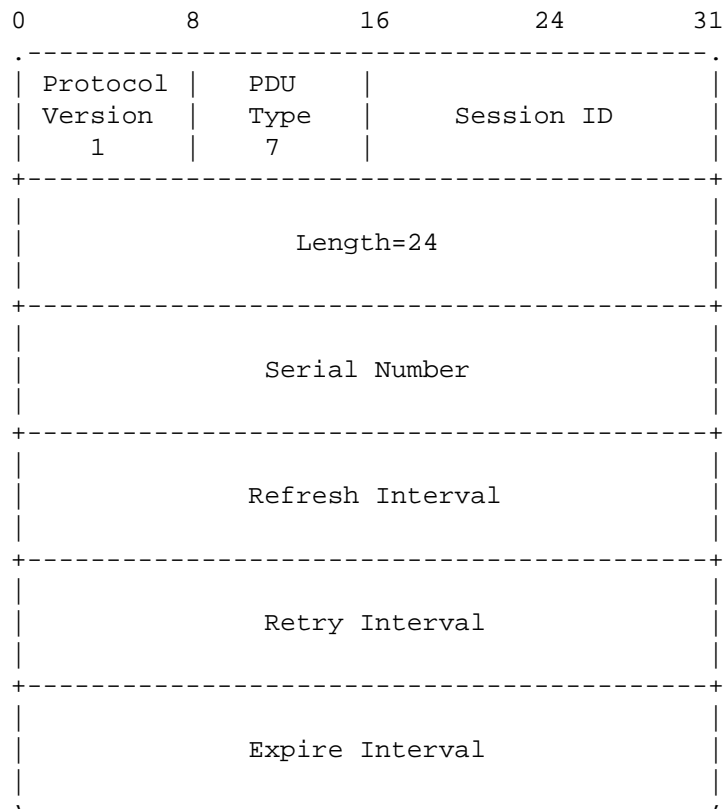 0          8           16          24         31
.-------------------------------------------.
| Protocol |   PDU     |                     |
| Version  |   Type    |     Session ID      |
|    1     |    7      |                     |
+-------------------------------------------+
|                                           |
|                 Length=24                 |
|                                           |
+-------------------------------------------+
|                                           |
|               Serial Number               |
|                                           |
+-------------------------------------------+
|                                           |
|              Refresh Interval             |
|                                           |
+-------------------------------------------+
|                                           |
|               Retry Interval              |
|                                           |
+-------------------------------------------+
|                                           |
|              Expire Interval              |
|                                           |